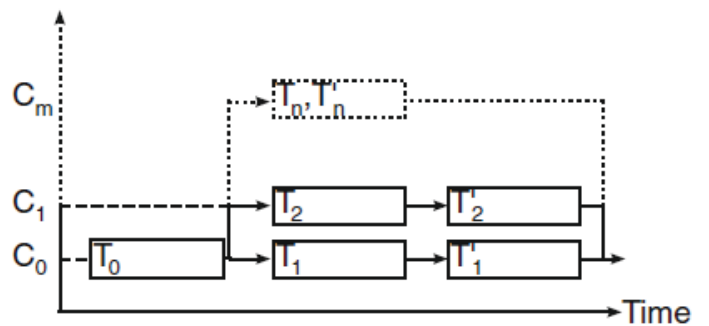 Cₘ Tₙ,T'ₙ
C₁ T₂ T'₂
C₀ T₀ T₁ T'₁
Time